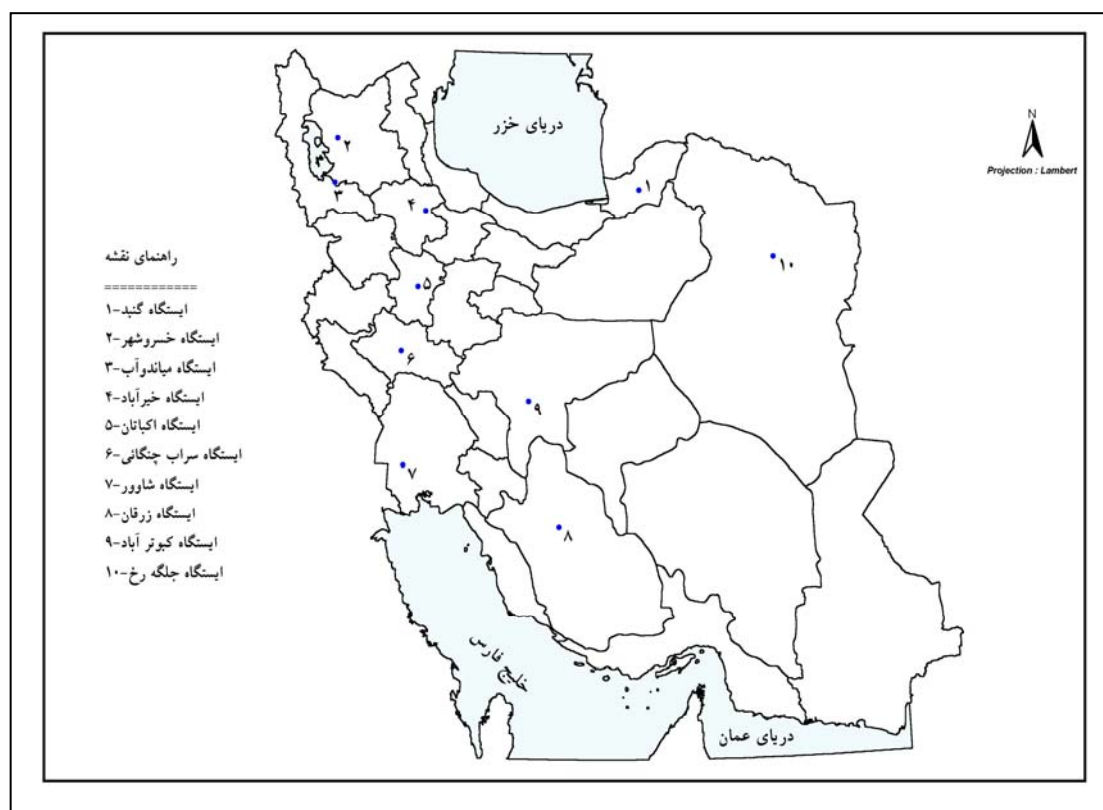 دریای خزر
N
Projection : Lambert
۱
۲
۳
۴
۵
۶
۷
۸
۹
۱۰
راهنمای نقشه
============
۱-ایستگاه گنبد
۲-ایستگاه خسروشهر
۳-ایستگاه میاندوآب
۴-ایستگاه خیرآباد
۵-ایستگاه اکباتان
۶-ایستگاه سراب چنگائی
۷-ایستگاه شاوور
۸-ایستگاه زرقان
۹-ایستگاه کبوتر آباد
۱۰-ایستگاه جلگه رخ
خلیج فارس
دریای عمان